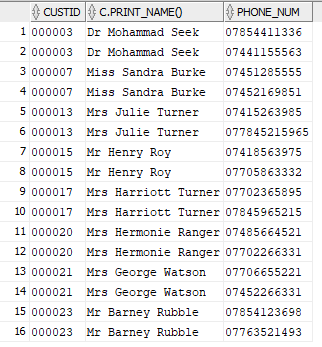 CUSTID C.PRINT_NAME() PHONE_NUM
1 000003 Dr Mohammad Seek 07854411336
2 000003 Dr Mohammad Seek 07441155563
3 000007 Miss Sandra Burke 07451285555
4 000007 Miss Sandra Burke 07452169851
5 000013 Mrs Julie Turner 07415263985
6 000013 Mrs Julie Turner 077845215965
7 000015 Mr Henry Roy 07418563975
8 000015 Mr Henry Roy 07705863332
9 000017 Mrs Harriott Turner 07702365895
10 000017 Mrs Harriott Turner 07845965215
11 000020 Mrs Hermonie Ranger 07485664521
12 000020 Mrs Hermonie Ranger 07702266331
13 000021 Mrs George Watson 07706655221
14 000021 Mrs George Watson 07452266331
15 000023 Mr Barney Rubble 07854123698
16 000023 Mr Barney Rubble 07763521493